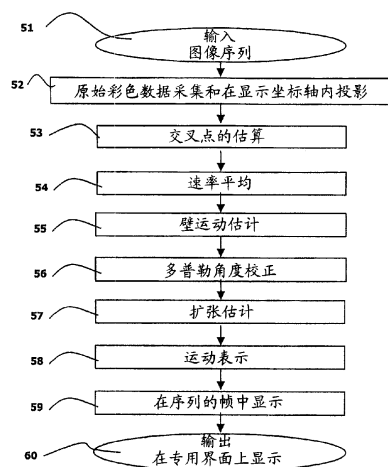 51
输入
图像序列
52
原始彩色数据采集和在显示坐标轴内投影
53
交叉点的估算
54
速率平均
55
壁运动估计
56
多普勒角度校正
57
扩张估计
58
运动表示
59
在序列的帧中显示
60
输出
在专用界面上显示